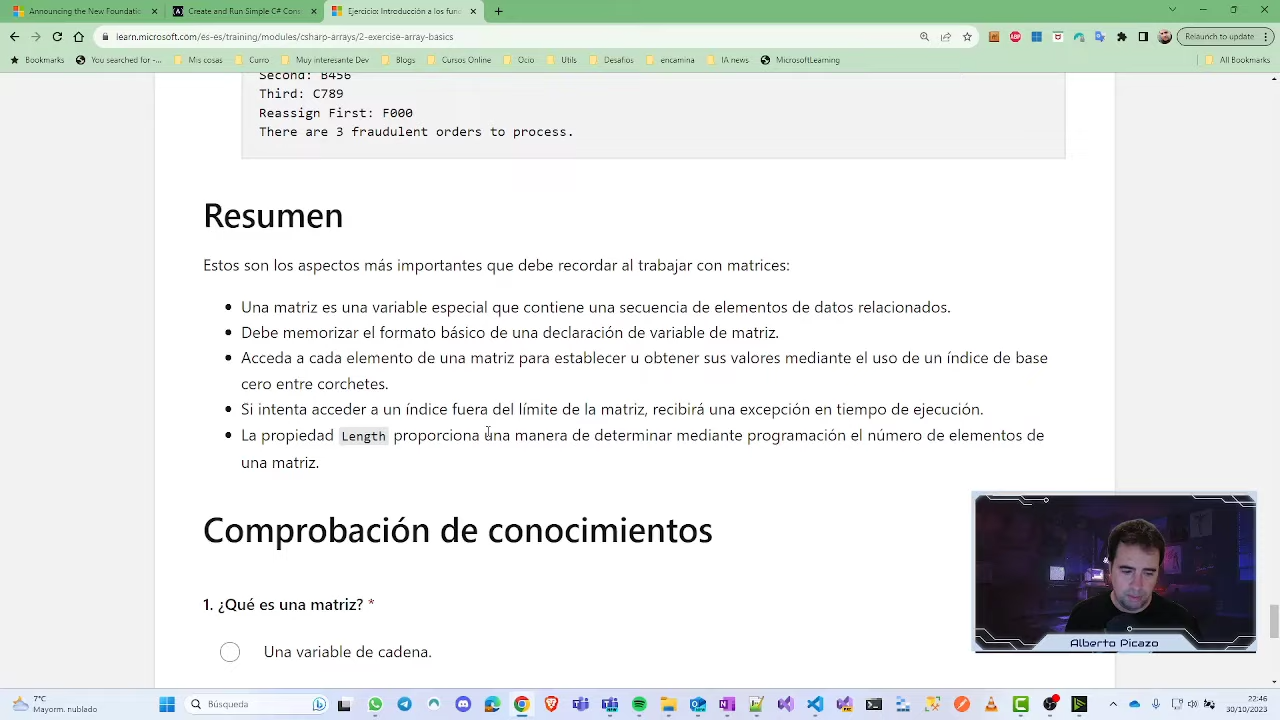 Announcing the New Foundatic
Create and Run Simple C# Cons
Ejercicio: Introducción a los func
learn.microsoft.com/es-es/training/modules/csharp-arrays/2-exercise-array-basics
Relaunch to update
Bookmarks
You searched for -...
Mis cosas
Curro
Muy interesante Dev
Blogs
Cursos Online
Ocio
Utils
Desafios
encamina
IA news
MicrosoftLearning
All Bookmarks
Second: B456
Third: C789
Reassign First: F000
There are 3 fraudulent orders to process.
Resumen
Estos son los aspectos más importantes que debe recordar al trabajar con matrices:
Una matriz es una variable especial que contiene una secuencia de elementos de datos relacionados.
Debe memorizar el formato básico de una declaración de variable de matriz.
Acceda a cada elemento de una matriz para establecer u obtener sus valores mediante el uso de un índice de base
cero entre corchetes.
Si intenta acceder a un índice fuera del límite de la matriz, recibirá una excepción en tiempo de ejecución.
La propiedad Length proporciona una manera de determinar mediante programación el número de elementos de
una matriz.
Comprobación de conocimientos
1. ¿Qué es una matriz? *
Una variable de cadena.
Alberto Picazo
7°C
Mayorm. nublado
Búsqueda
22:46
30/10/2023